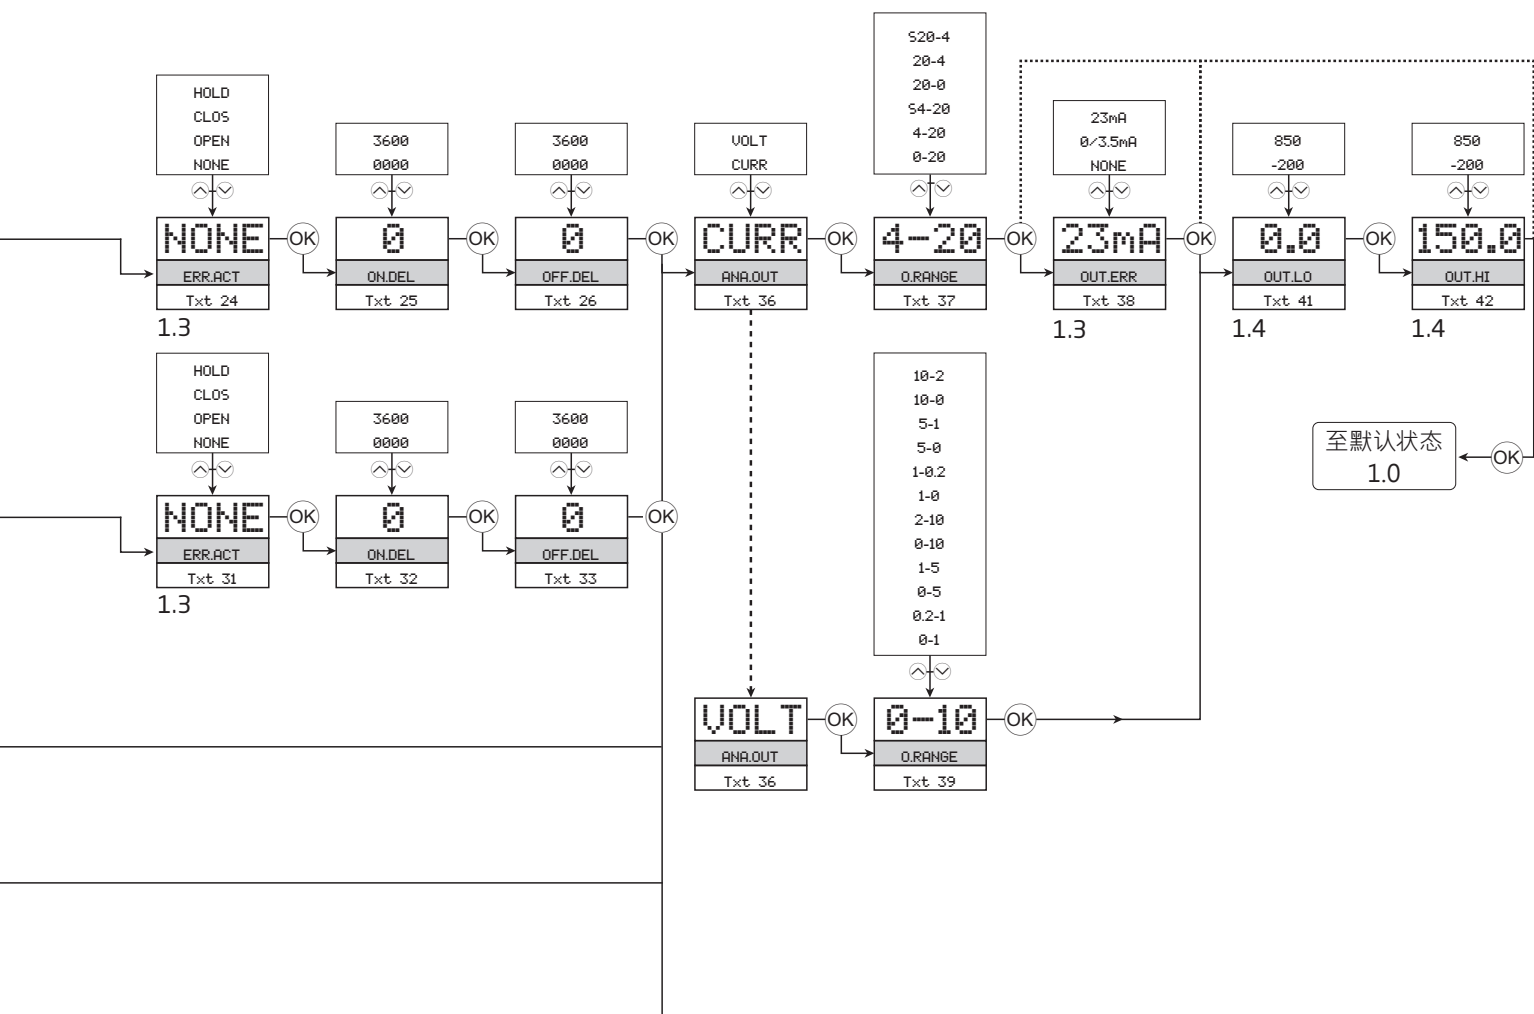 HOLD
CLOS
OPEN
NONE
NONE
ERR.ACT
Txt 24
1.3
OK
3600
0000
0
ON.DEL
Txt 25
OK
3600
0000
0
OFF.DEL
Txt 26
OK
VOLT
CURR
CURR
ANA.OUT
Txt 36
OK
S20-4
20-4
20-0
S4-20
4-20
0-20
4-20
O.RANGE
Txt 37
OK
23mA
0/3.5mA
NONE
23mA
OUT.ERR
Txt 38
1.3
OK
850
-200
0.0
OUT.LO
Txt 41
1.4
OK
850
-200
150.0
OUT.HI
Txt 42
1.4
OK
至默认状态
1.0
HOLD
CLOS
OPEN
NONE
NONE
ERR.ACT
Txt 31
1.3
OK
3600
0000
0
ON.DEL
Txt 32
OK
3600
0000
0
OFF.DEL
Txt 33
OK
VOLT
ANA.OUT
Txt 36
OK
10-2
10-0
5-1
5-0
1-0.2
1-0
2-10
0-10
1-5
0-5
0.2-1
0-1
0-10
O.RANGE
Txt 39
OK